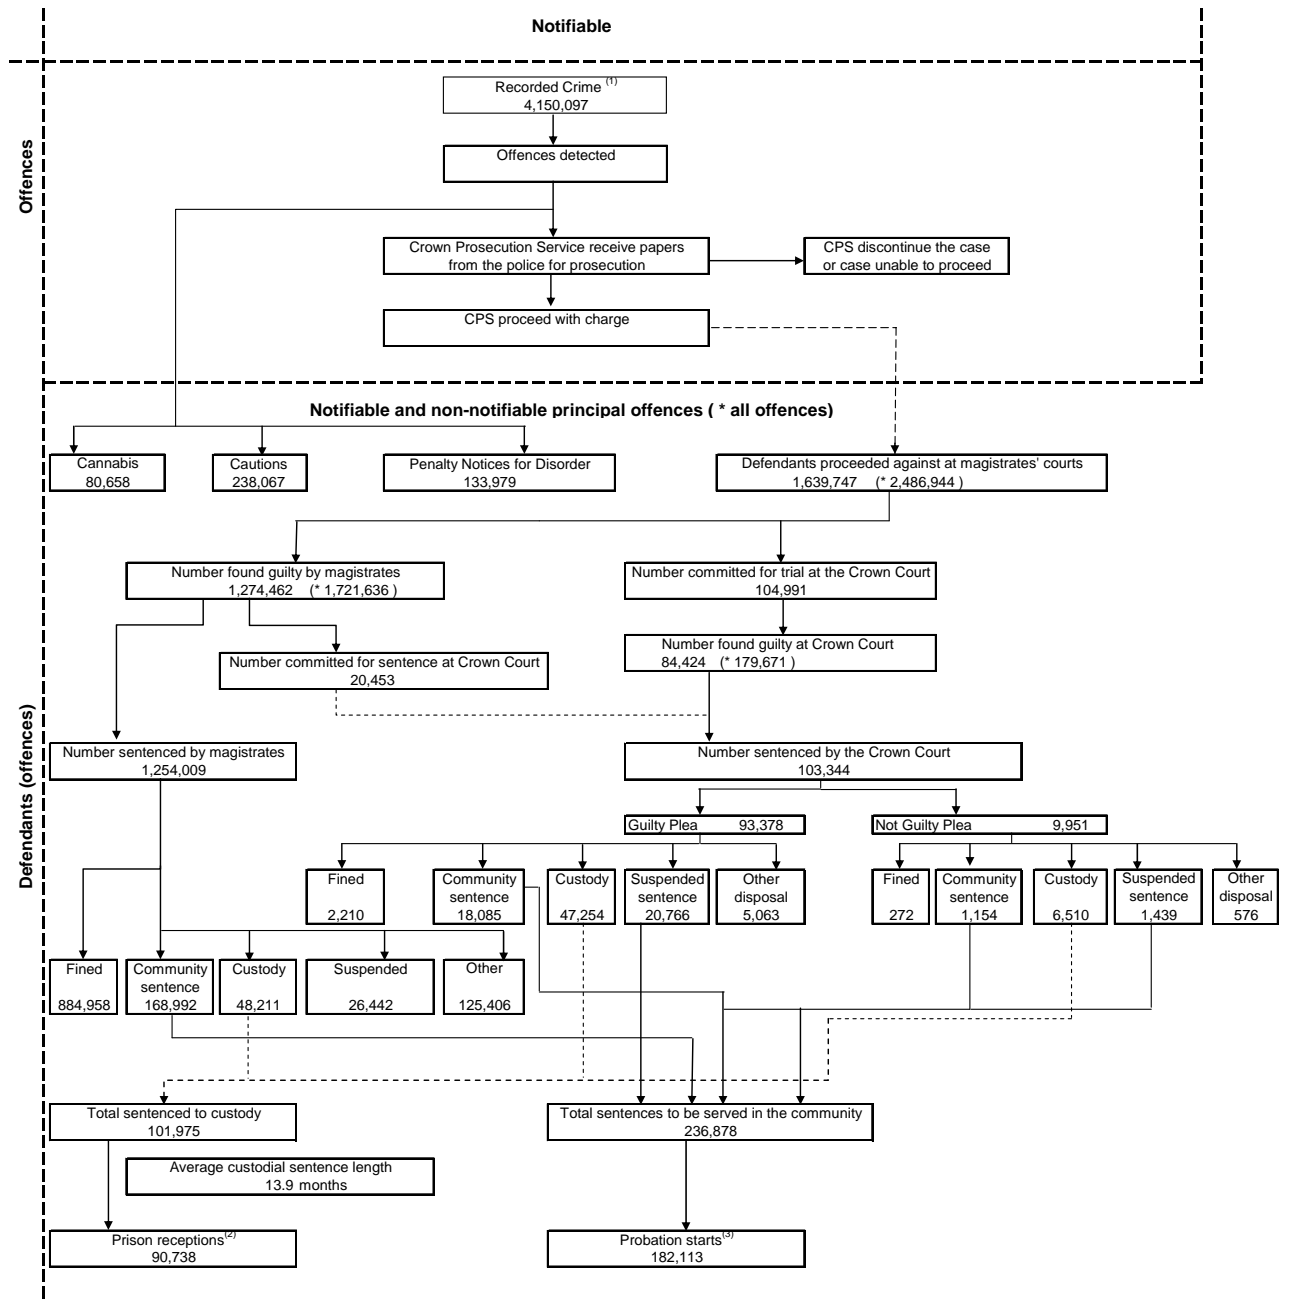 Notifiable
Offences
Recorded Crime (1)
4,150,097
Offences detected
Crown Prosecution Service receive papers
from the police for prosecution
CPS discontinue the case
or case unable to proceed
CPS proceed with charge
Notifiable and non-notifiable principal offences ( * all offences)
Defendants (offences)
Cannabis
80,658
Cautions
238,067
Penalty Notices for Disorder
133,979
Defendants proceeded against at magistrates' courts
1,639,747 (* 2,486,944 )
Number found guilty by magistrates
1,274,462 (* 1,721,636 )
Number committed for trial at the Crown Court
104,991
Number found guilty at Crown Court
84,424 (* 179,671 )
Number committed for sentence at Crown Court
20,453
Number sentenced by magistrates
1,254,009
Number sentenced by the Crown Court
103,344
Guilty Plea 93,378
Not Guilty Plea 9,951
Fined
2,210
Community
sentence
18,085
Custody
47,254
Suspended
sentence
20,766
Other
disposal
5,063
Fined
272
Community
sentence
1,154
Custody
6,510
Suspended
sentence
1,439
Other
disposal
576
Fined
884,958
Community
sentence
168,992
Custody
48,211
Suspended
26,442
Other
125,406
Total sentenced to custody
101,975
Total sentences to be served in the community
236,878
Average custodial sentence length
13.9 months
Prison receptions(2)
90,738
Probation starts(3)
182,113